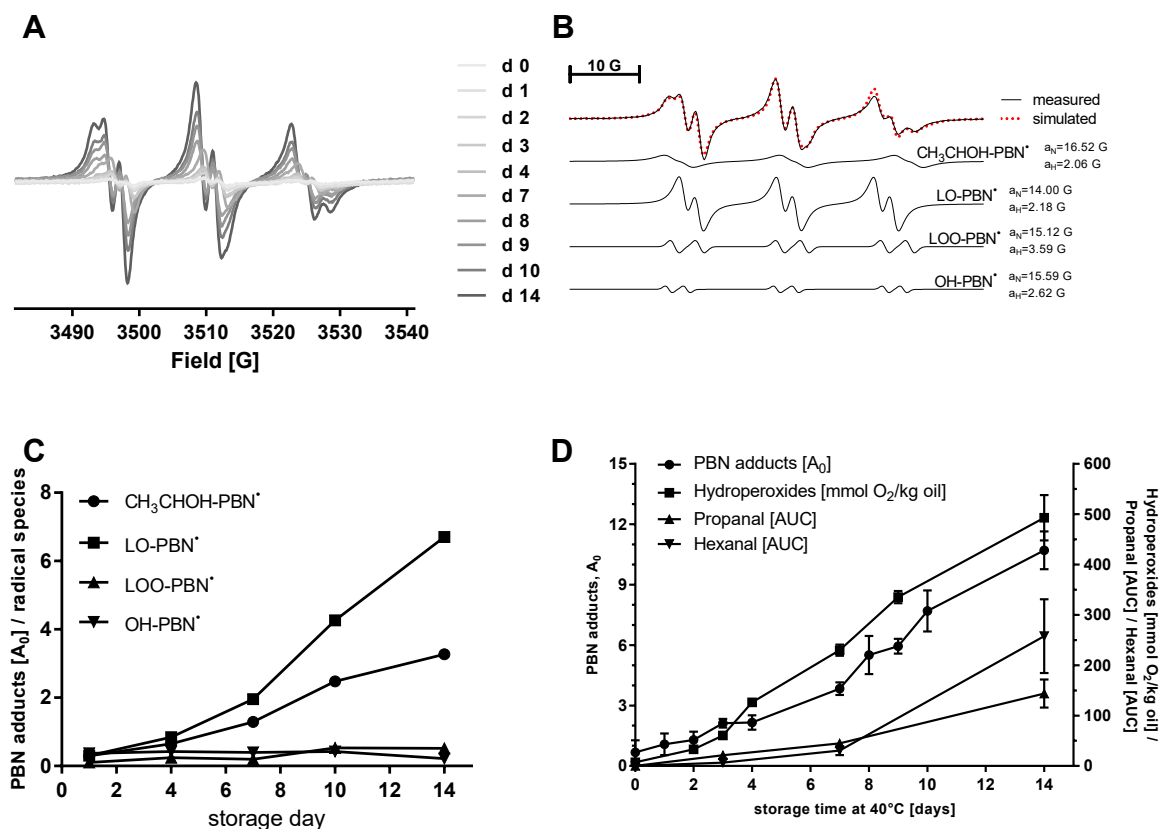 A
d 0
d 1
d 2
d 3
d 4
d 7
d 8
d 9
d 10
d 14
3490
3500
3510
3520
3530
3540
Field [G]
B
10 G
measured
simulated
CH₃CHOH-PBN•
aN=16.52 G
aH=2.06 G
LO-PBN•
aN=14.00 G
aH=2.18 G
LOO-PBN•
aN=15.12 G
aH=3.59 G
OH-PBN•
aN=15.59 G
aH=2.62 G
C
PBN adducts [A₀] / radical species
8
6
4
2
0
CH₃CHOH-PBN•
LO-PBN•
LOO-PBN•
OH-PBN•
0
2
4
6
8
10
12
14
storage day
D
PBN adducts, A₀
15
12
9
6
3
0
PBN adducts [A₀]
Hydroperoxides [mmol O₂/kg oil]
Propanal [AUC]
Hexanal [AUC]
600
500
400
300
200
100
0
Hydroperoxides [mmol O₂/kg oil] /
Propanal [AUC] / Hexanal [AUC]
0
2
4
6
8
10
12
14
storage time at 40°C [days]